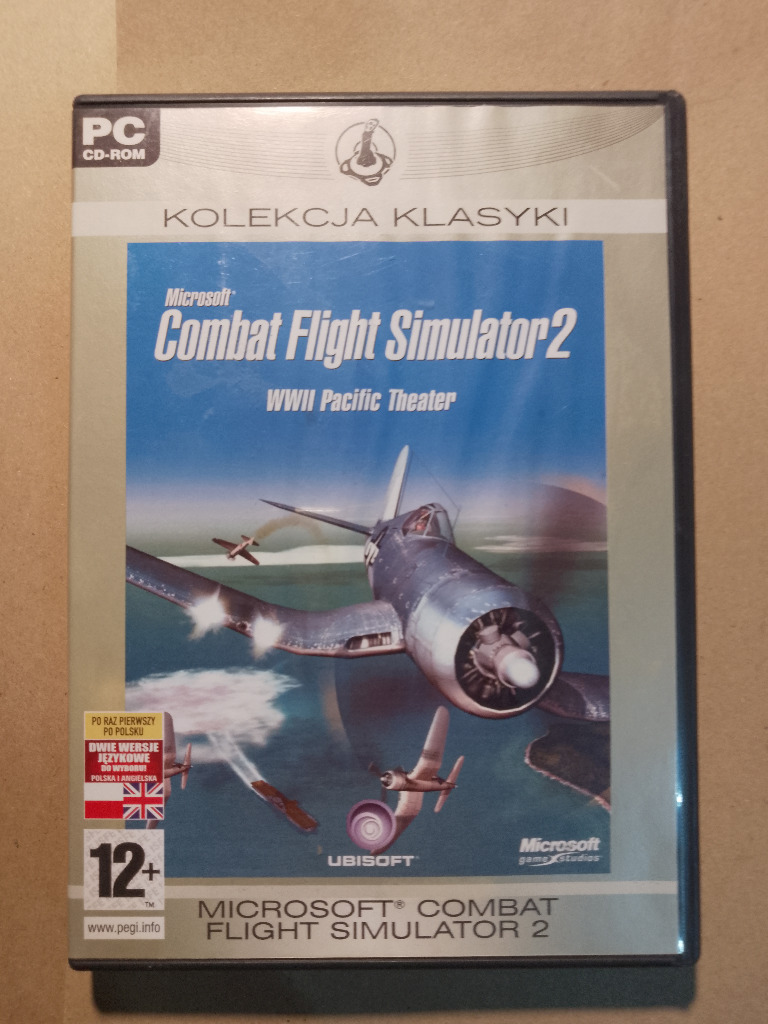 PC
CD-ROM
KOLEKCJA KLASYKI
Microsoft®
Combat Flight Simulator 2
WWII Pacific Theater
PO RAZ PIERWSZY
PO POLSKU
DWIE WERSJE
JĘZYKOWE
DO WYBORU!
POLSKA I ANGIELSKA
12+
TM
www.pegi.info
UBISOFT
Microsoft
game studios
MICROSOFT® COMBAT
FLIGHT SIMULATOR 2